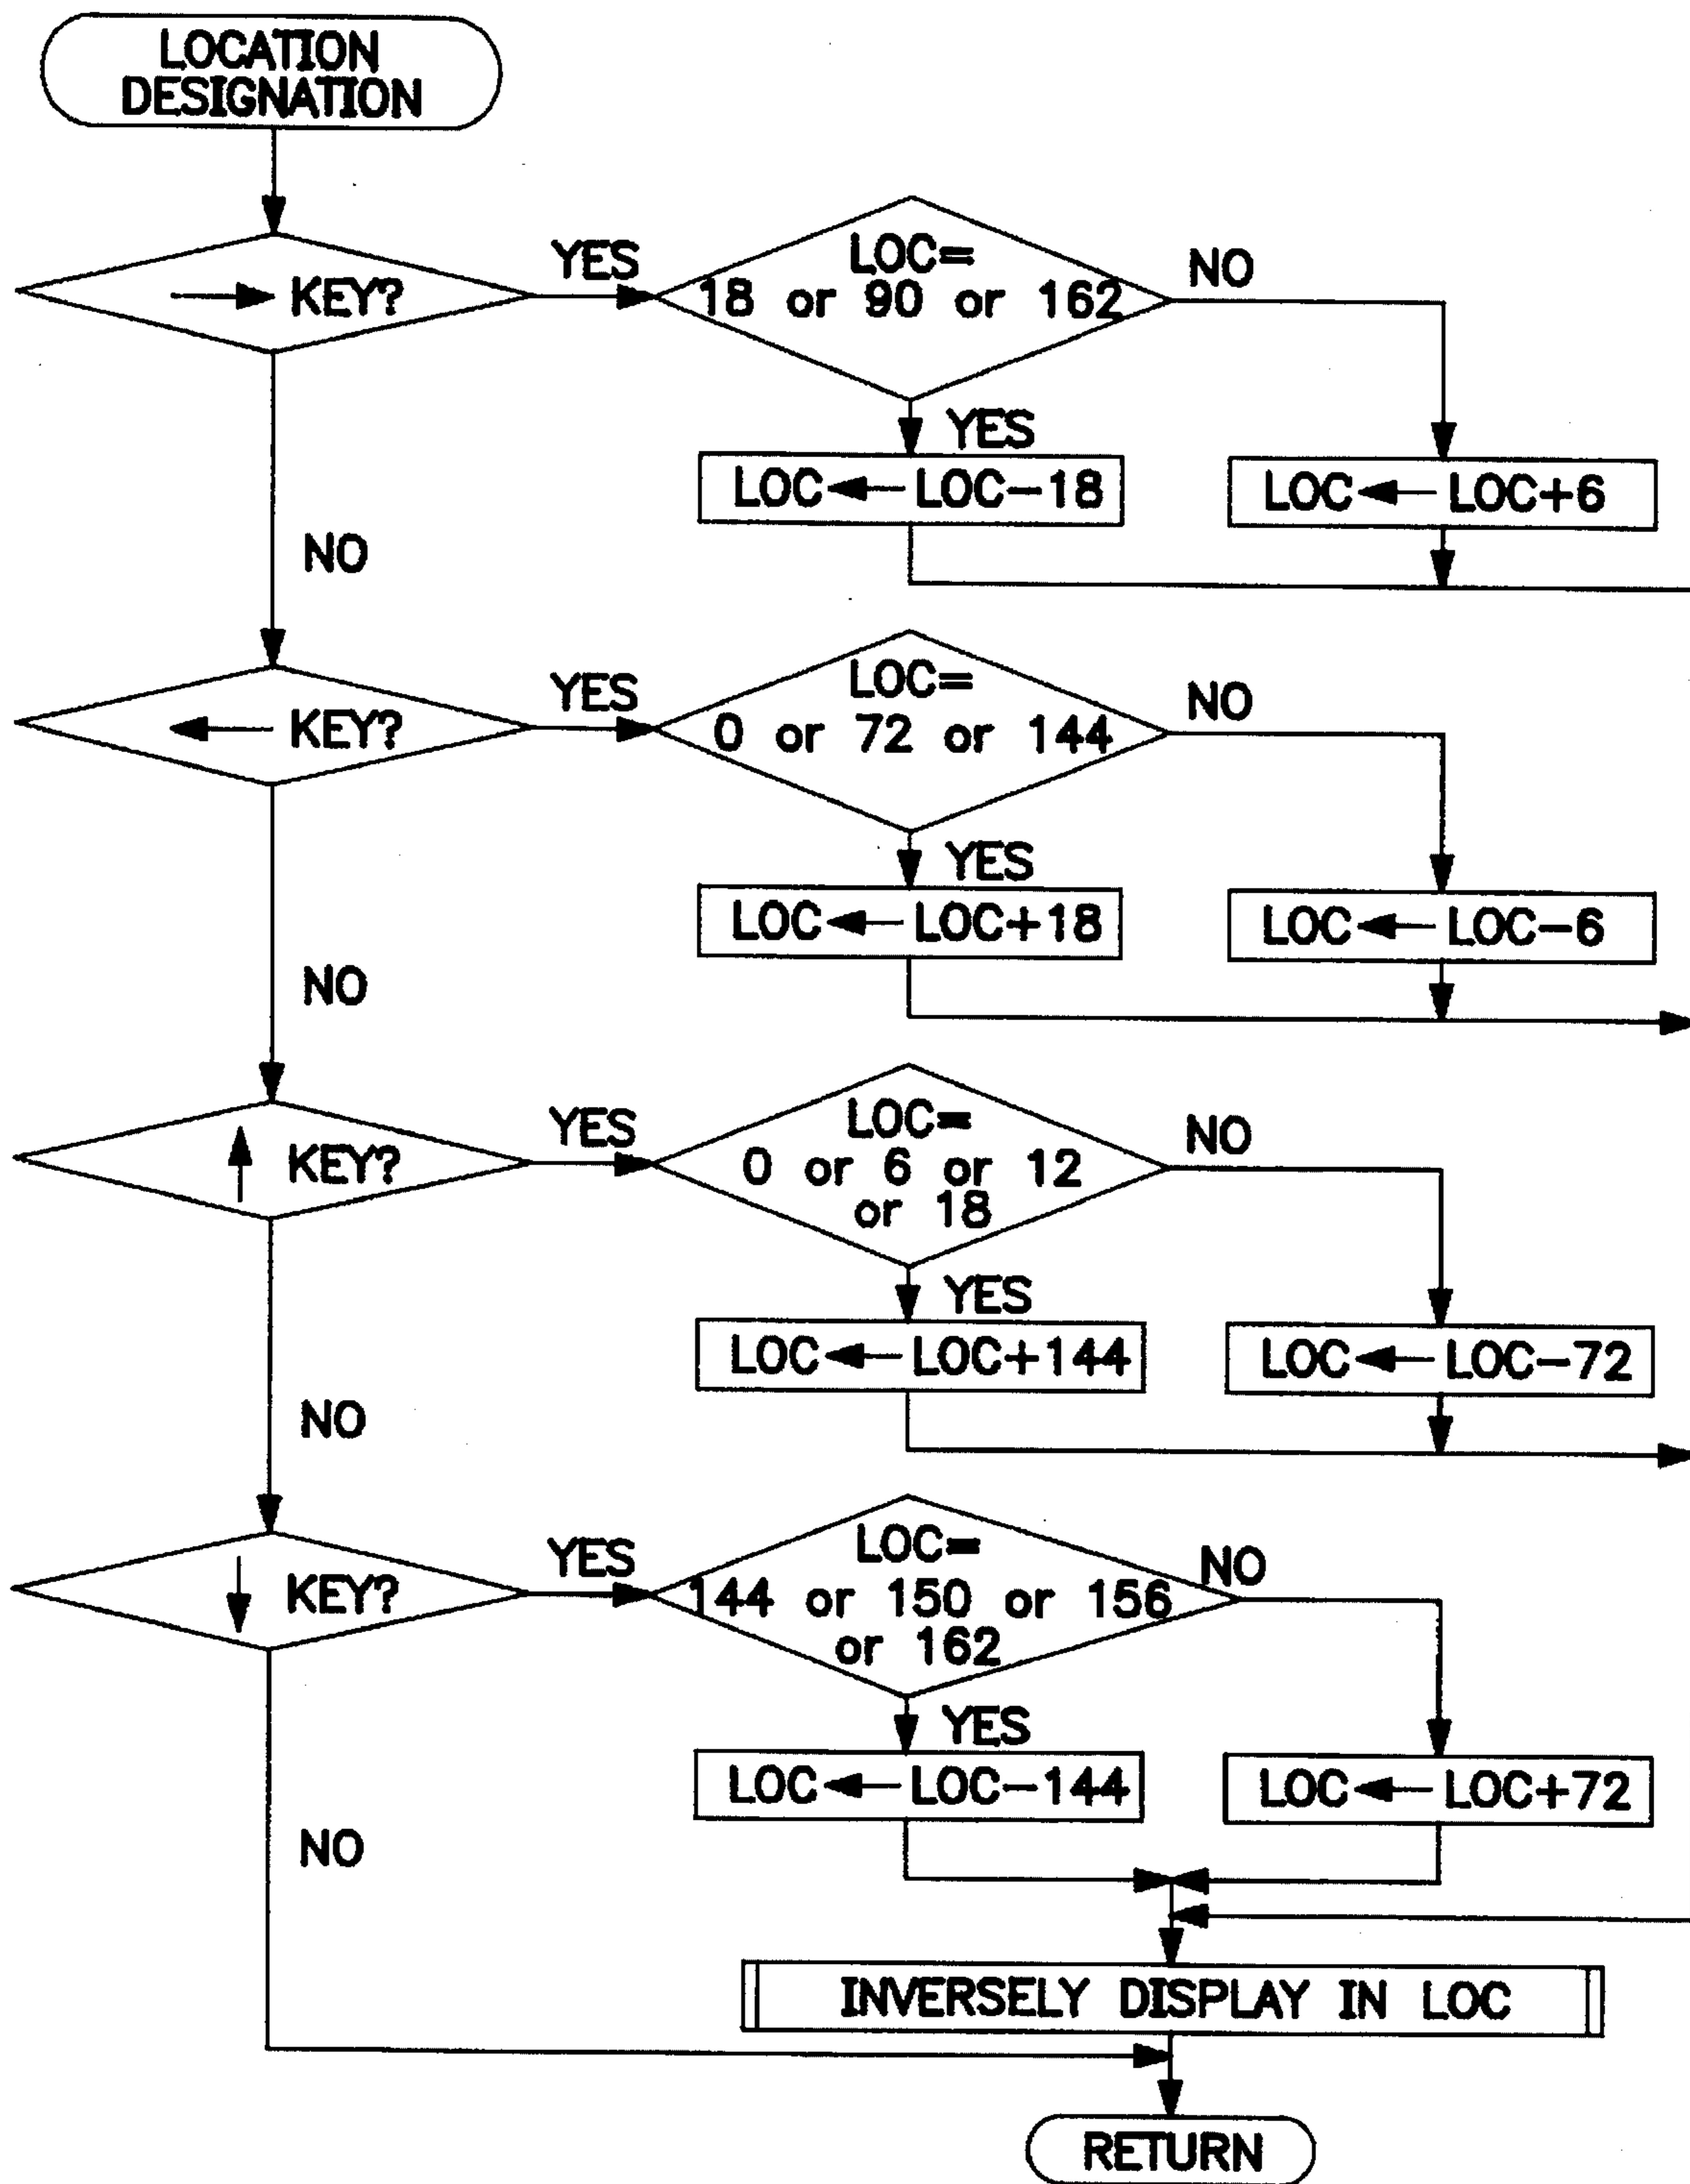 LOCATION
DESIGNATION
KEY?
YES
LOC=
18 or 90 or 162
NO
YES
LOC LOC-18
LOC LOC+6
NO
KEY?
YES
LOC=
0 or 72 or 144
NO
YES
LOC LOC+18
LOC LOC-6
NO
KEY?
YES
LOC=
0 or 6 or 12
or 18
NO
YES
LOC LOC+144
LOC LOC-72
NO
KEY?
YES
LOC=
144 or 150 or 156
or 162
NO
YES
LOC LOC-144
LOC LOC+72
NO
INVERSELY DISPLAY IN LOC
RETURN